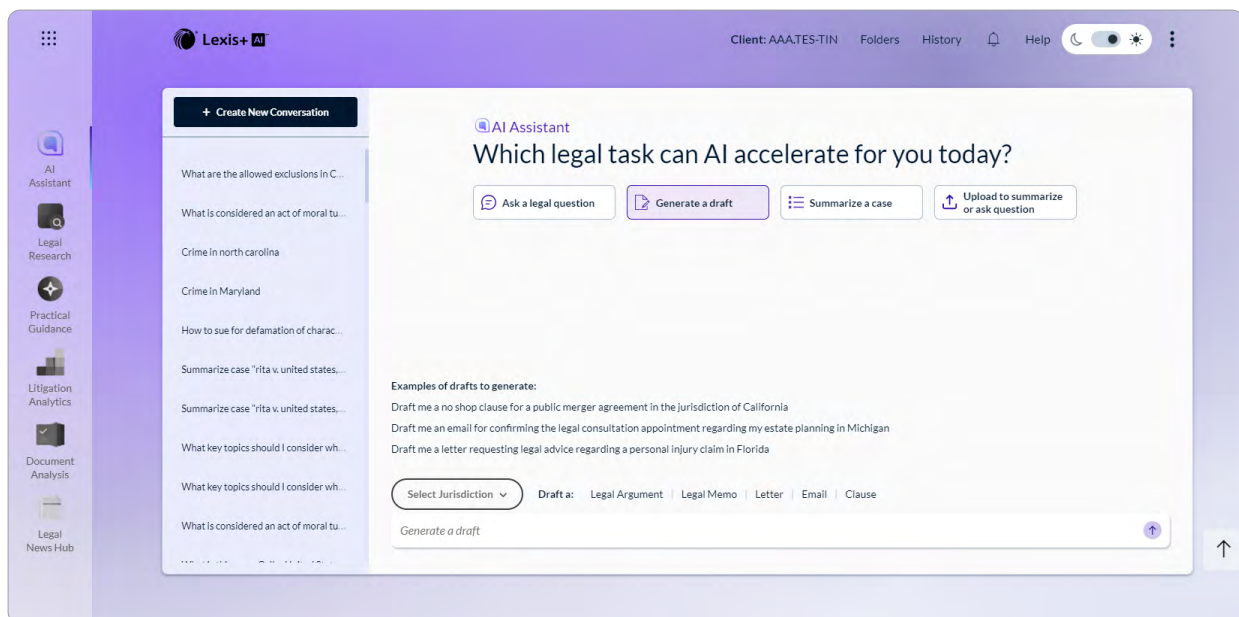 Lexis+ AI
Client: AAA.TES-TIN
Folders
History
Help
AI
Assistant
Legal
Research
Practical
Guidance
Litigation
Analytics
Document
Analysis
Legal
News Hub
+ Create New Conversation
What are the allowed exclusions in C...
What is considered an act of moral tu...
Crime in north carolina
Crime in Maryland
How to sue for defamation of charac...
Summarize case "rita v. united states,...
Summarize case "rita v. united states,...
What key topics should I consider wh...
What key topics should I consider wh...
What is considered an act of moral tu...
AI Assistant
Which legal task can AI accelerate for you today?
Ask a legal question
Generate a draft
Summarize a case
Upload to summarize
or ask question
Examples of drafts to generate:
Draft me a no shop clause for a public merger agreement in the jurisdiction of California
Draft me an email for confirming the legal consultation appointment regarding my estate planning in Michigan
Draft me a letter requesting legal advice regarding a personal injury claim in Florida
Select Jurisdiction
Draft a: Legal Argument | Legal Memo | Letter | Email | Clause
Generate a draft